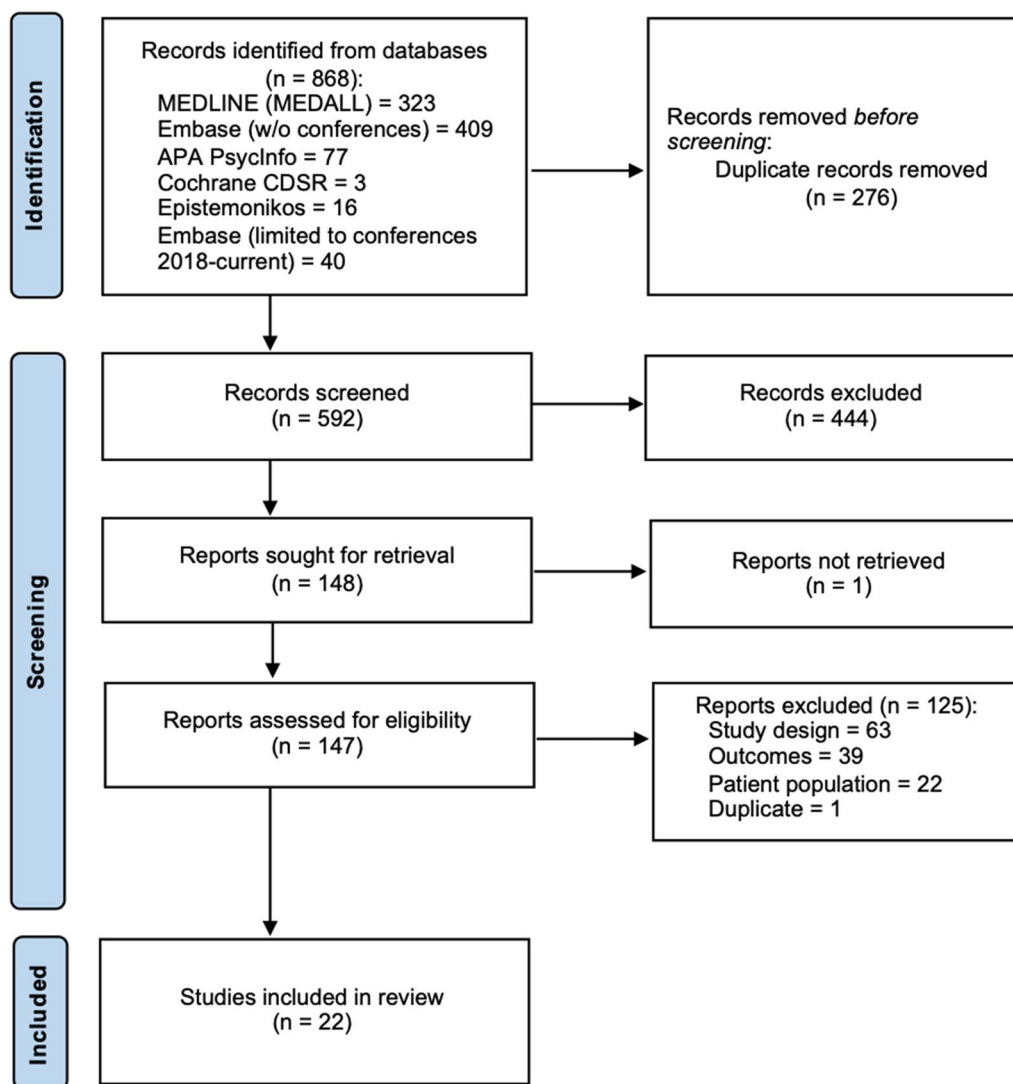 Identification
Records identified from databases
(n = 868):
MEDLINE (MEDALL) = 323
Embase (w/o conferences) = 409
APA PsycInfo = 77
Cochrane CDSR = 3
Epistemonikos = 16
Embase (limited to conferences
2018-current) = 40
Records removed before
screening:
Duplicate records removed
(n = 276)
Screening
Records screened
(n = 592)
Records excluded
(n = 444)
Reports sought for retrieval
(n = 148)
Reports not retrieved
(n = 1)
Reports assessed for eligibility
(n = 147)
Reports excluded (n = 125):
Study design = 63
Outcomes = 39
Patient population = 22
Duplicate = 1
Included
Studies included in review
(n = 22)